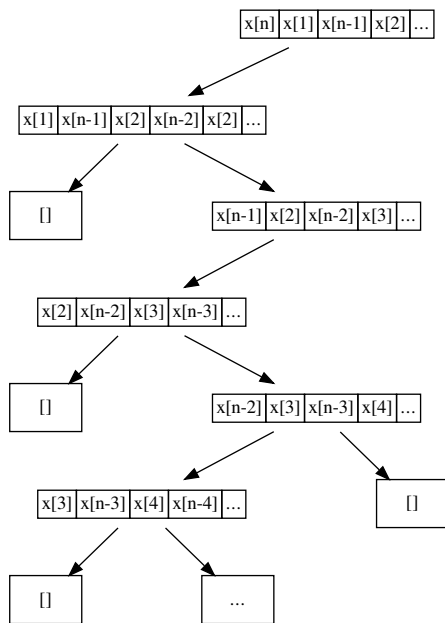 x[n] x[1] x[n-1] x[2] ...
x[1] x[n-1] x[2] x[n-2] x[2] ...
[]
x[n-1] x[2] x[n-2] x[3] ...
x[2] x[n-2] x[3] x[n-3] ...
[]
x[n-2] x[3] x[n-3] x[4] ...
x[3] x[n-3] x[4] x[n-4] ...
[]
[]
...